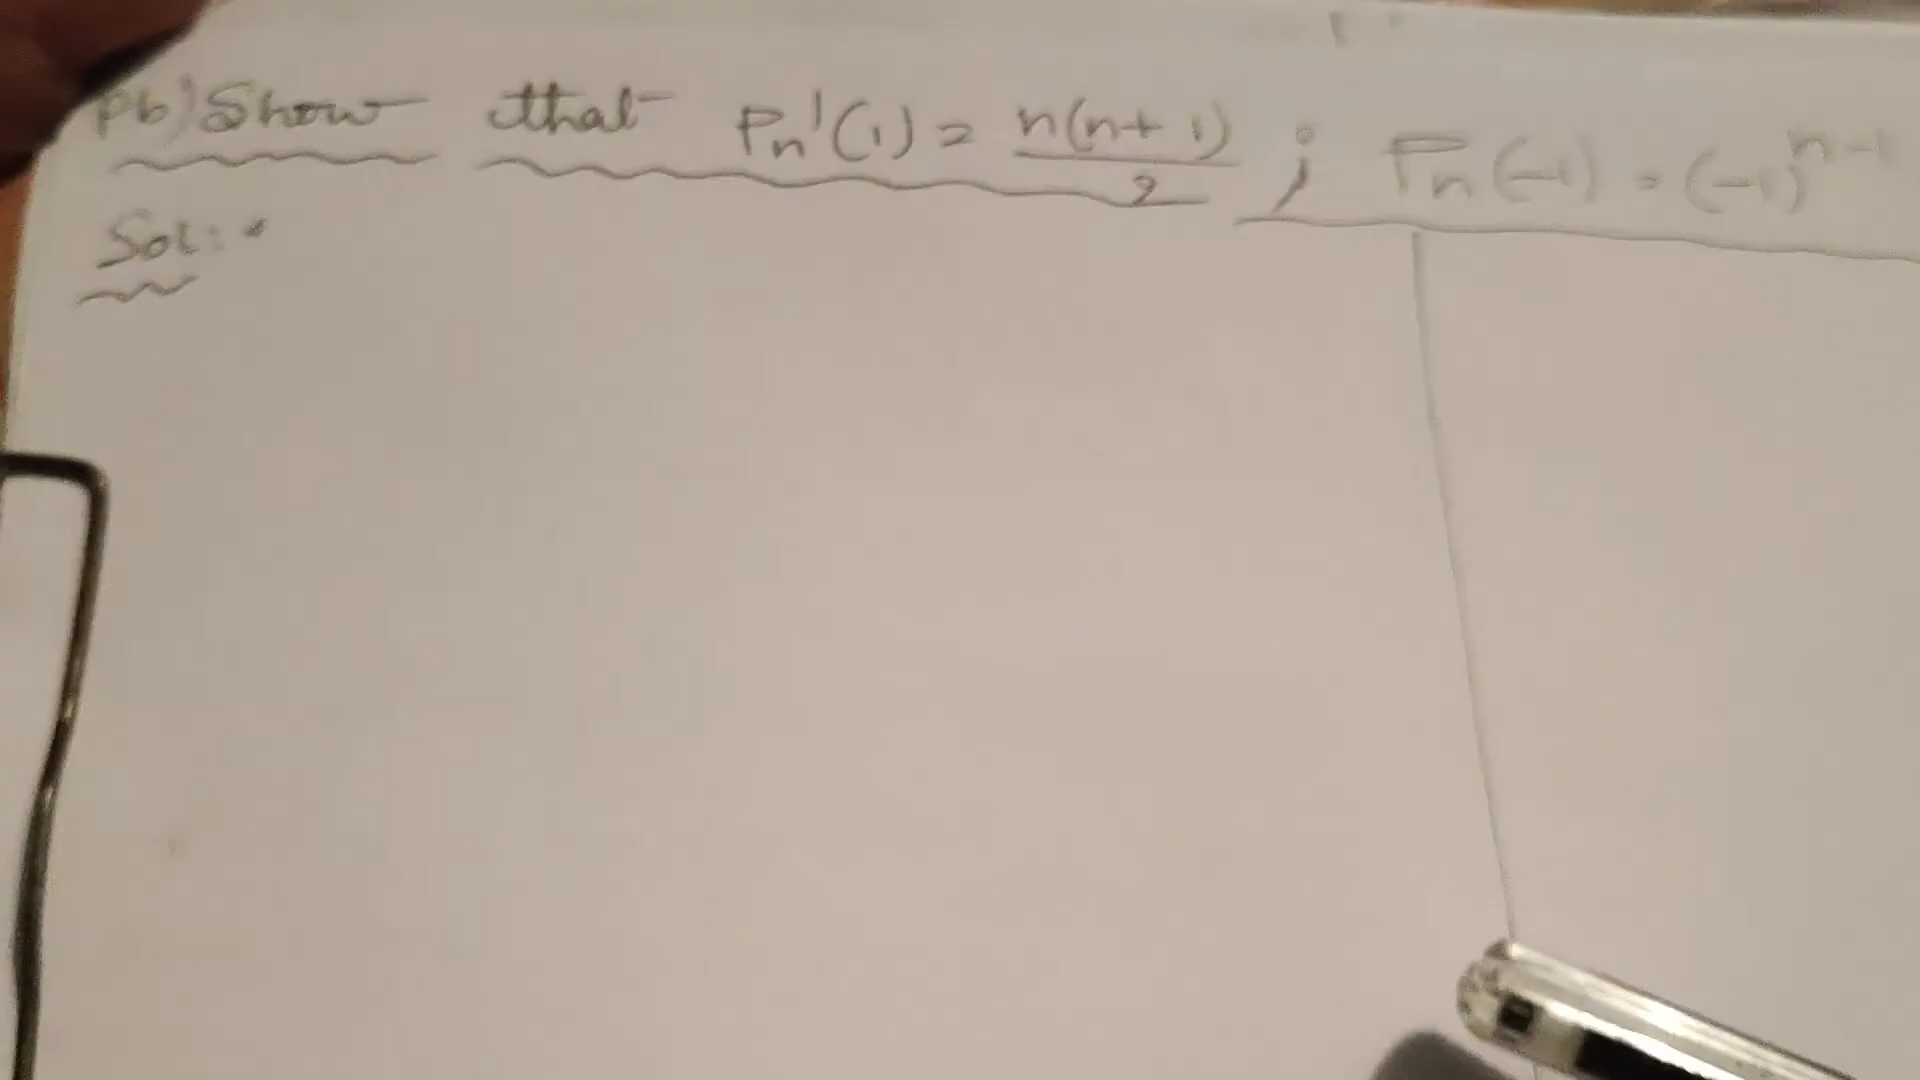 Pb) Show that Pn'(1) = n(n+1)/2 ; Pn(-1) = (-1)^n-1
Sol:-